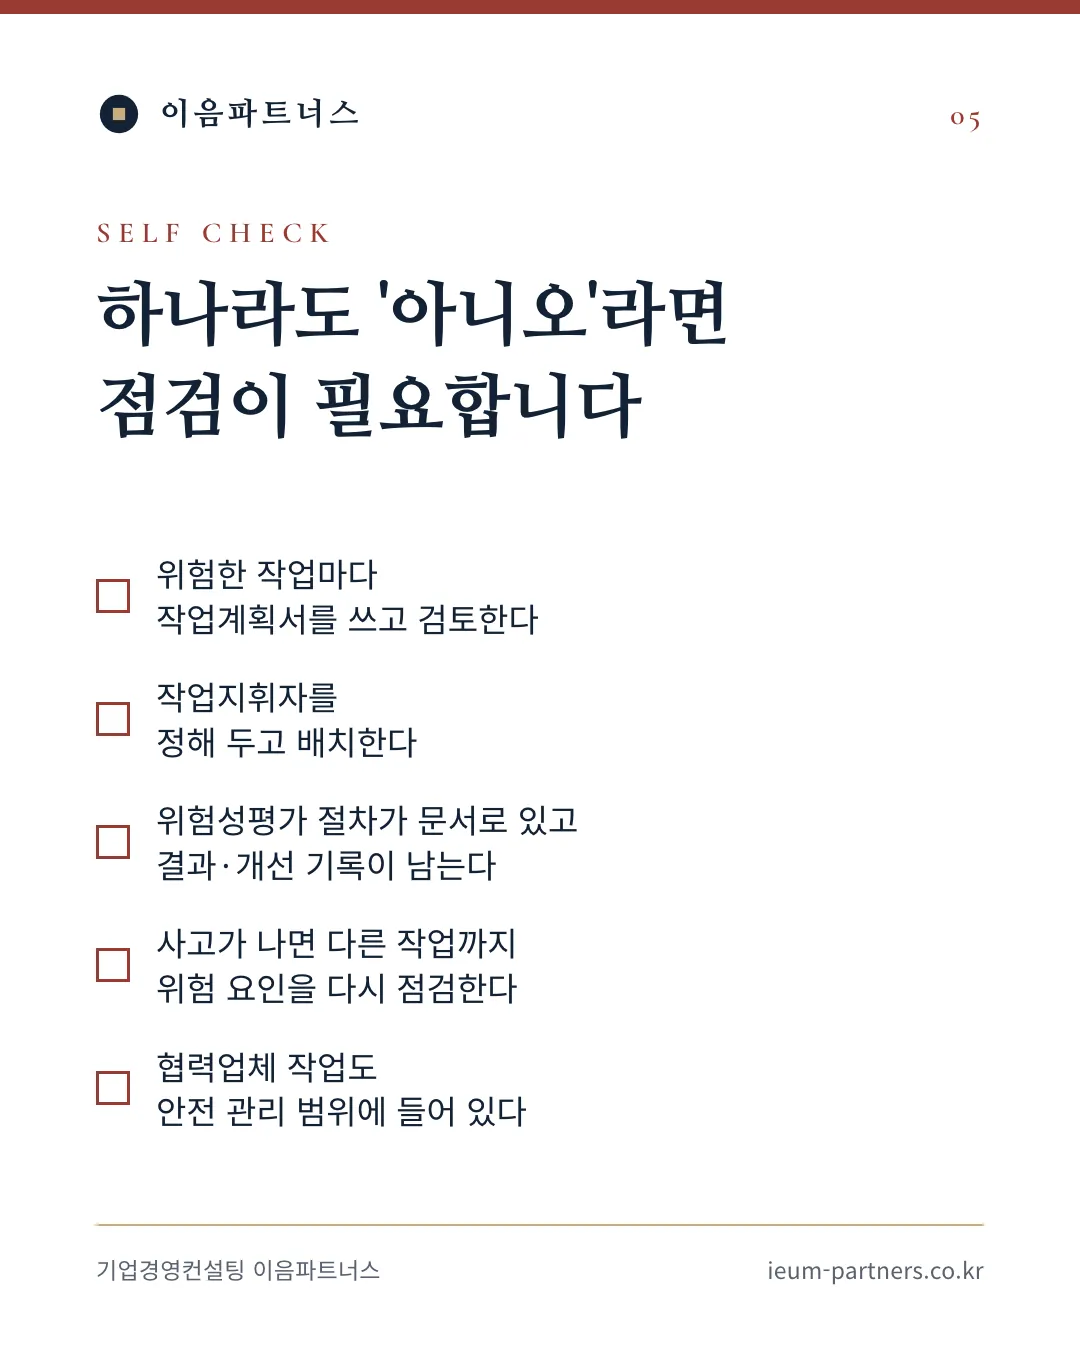 이음파트너스
05
SELF CHECK
하나라도 '아니오'라면
점검이 필요합니다
위험한 작업마다
작업계획서를 쓰고 검토한다
작업지휘자를
정해 두고 배치한다
위험성평가 절차가 문서로 있고
결과·개선 기록이 남는다
사고가 나면 다른 작업까지
위험 요인을 다시 점검한다
협력업체 작업도
안전 관리 범위에 들어 있다
기업경영컨설팅 이음파트너스
ieum-partners.co.kr